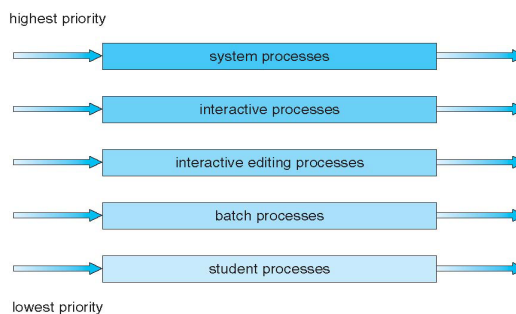 highest priority
system processes
interactive processes
interactive editing processes
batch processes
student processes
lowest priority